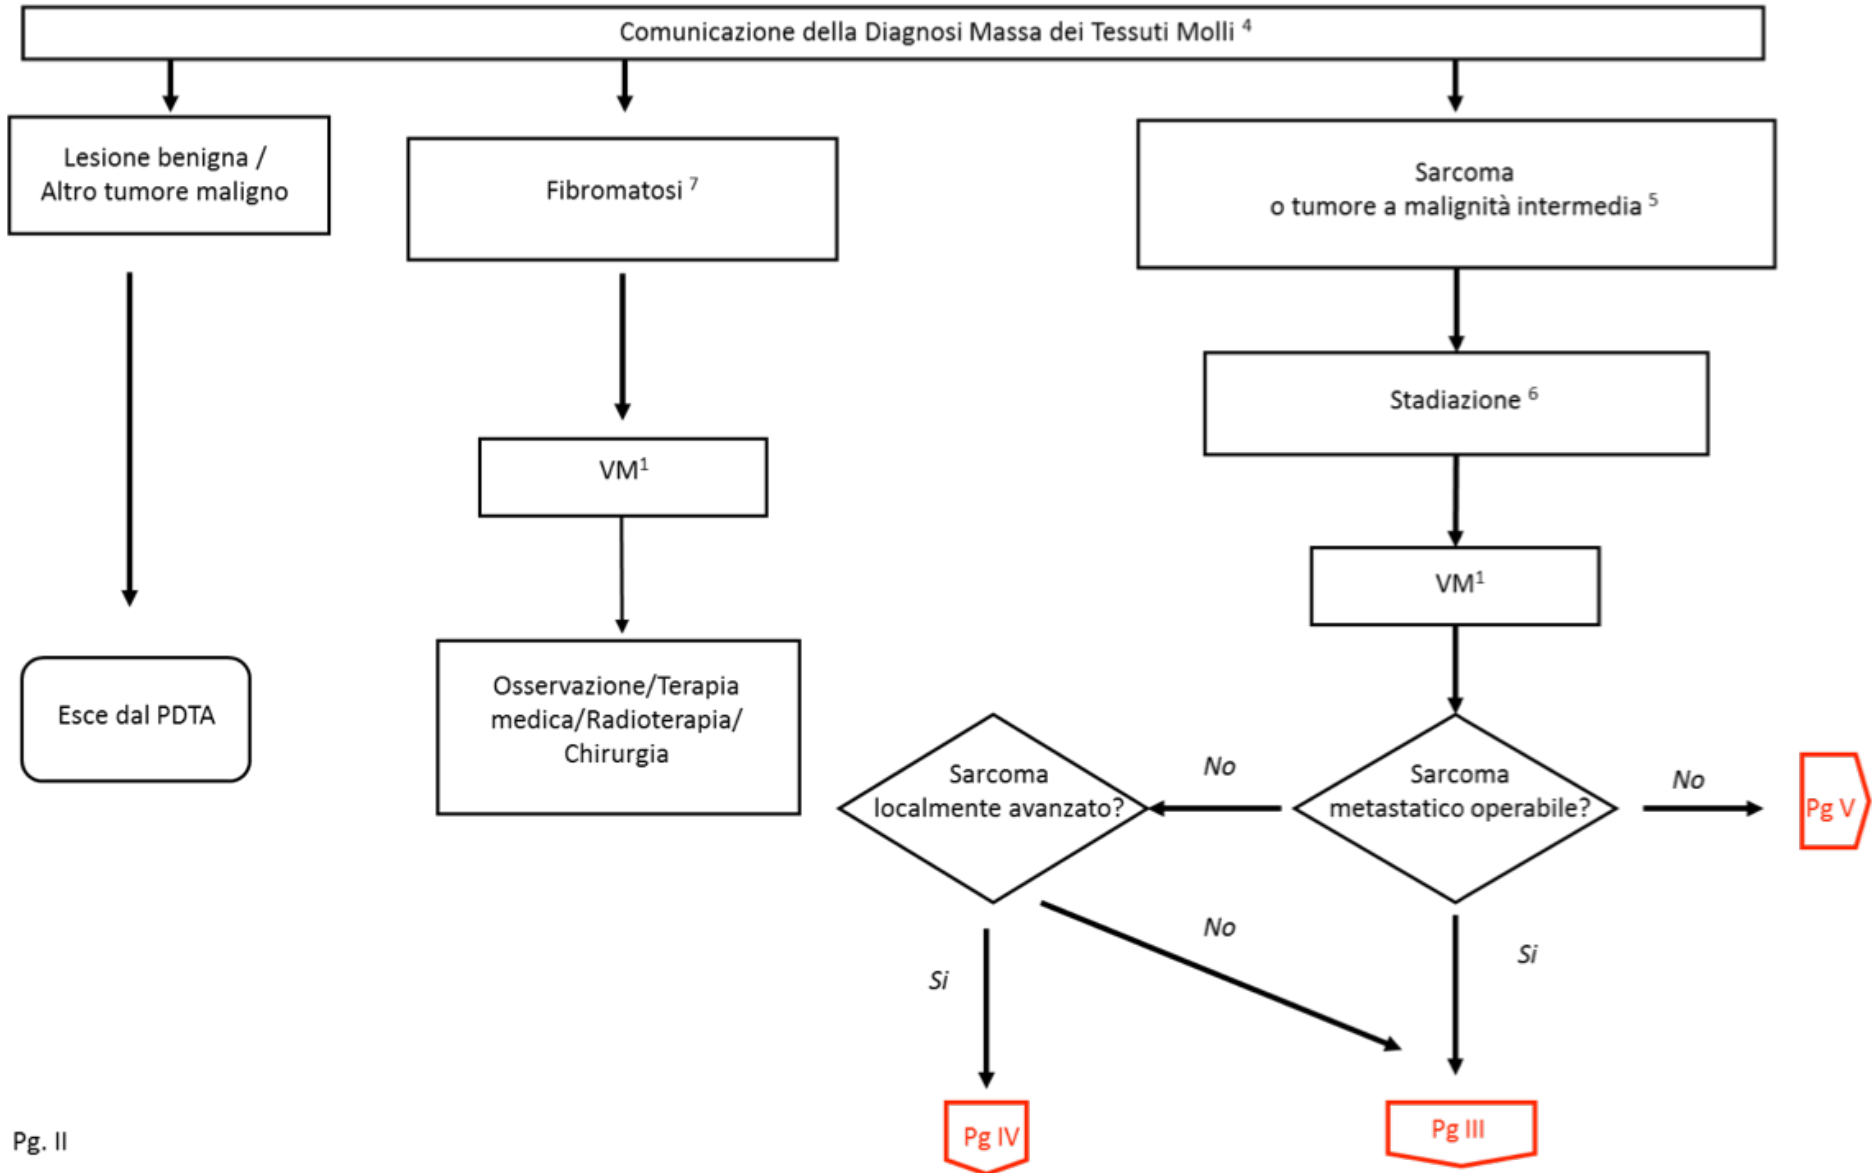 Comunicazione della Diagnosi Massa dei Tessuti Molli 4
Lesione benigna /
Altro tumore maligno
Fibromatosi 7
Sarcoma
o tumore a malignità intermedia 5
Stadiazione 6
VM1
VM1
Esce dal PDTA
Osservazione/Terapia
medica/Radioterapia/
Chirurgia
Sarcoma
localmente avanzato?
No
Sarcoma
metastatico operabile?
No
Pg V
No
Si
Si
Pg IV
Pg III
Pg. II